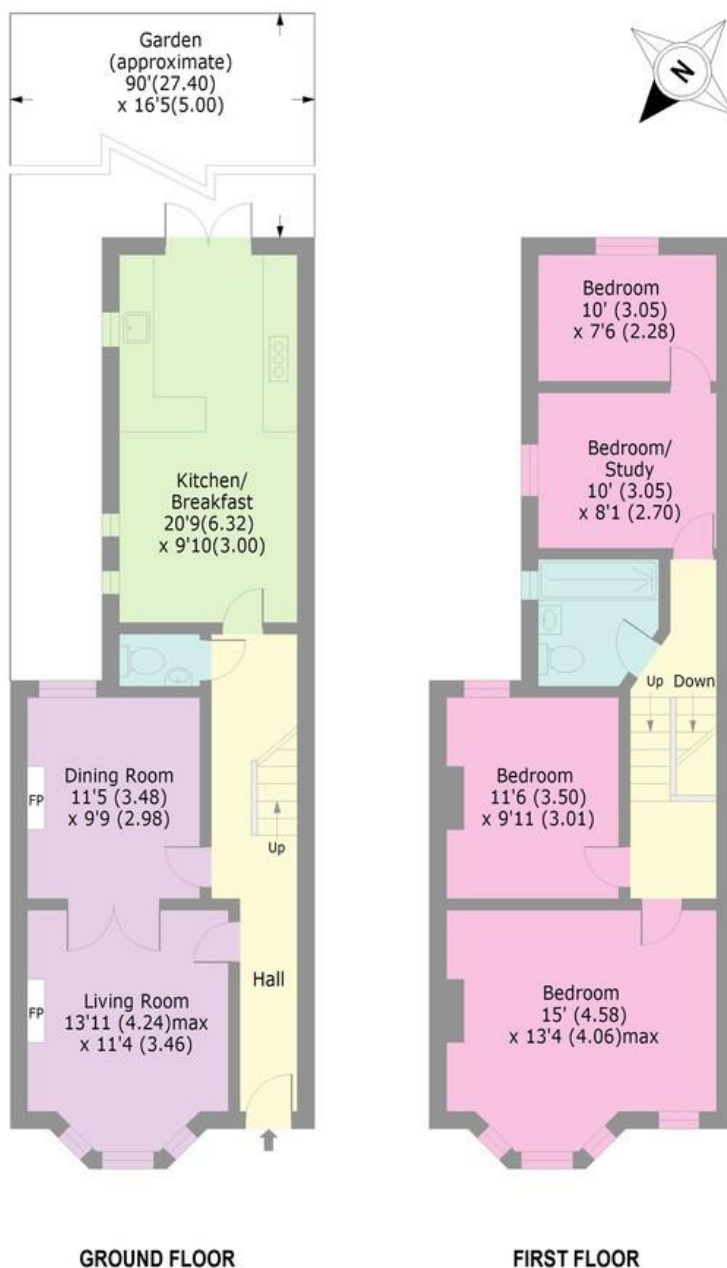 Garden
(approximate)
90'(27.40)
x 16'5(5.00)
N
Kitchen/
Breakfast
20'9(6.32)
x 9'10(3.00)
Dining Room
11'5 (3.48)
x 9'9 (2.98)
FP
Up
Living Room
13'11 (4.24)max
x 11'4 (3.46)
FP
Hall
GROUND FLOOR
Bedroom
10' (3.05)
x 7'6 (2.28)
Bedroom/
Study
10' (3.05)
x 8'1 (2.70)
Up Down
Bedroom
11'6 (3.50)
x 9'11 (3.01)
Bedroom
15' (4.58)
x 13'4 (4.06)max
FIRST FLOOR